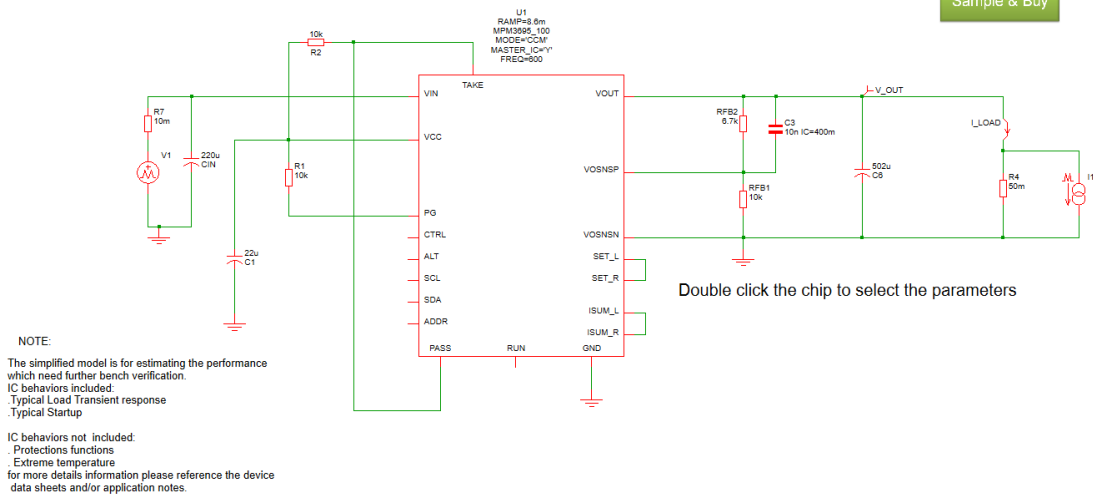 Sample & Buy
U1
RAMP=8.6m
MPM3695_100
MODE='CCM'
MASTER_IC='Y'
FREQ=600
10k
R2
TAKE
VIN
VOUT
V_OUT
R7
10m
RFB2
6.7k
C3
10n IC=400m
I_LOAD
VCC
V1
220u
CIN
R1
10k
VOSNSP
502u
C6
R4
50m
I1
RFB1
10k
PG
CTRL
VOSNSN
ALT
SET_L
22u
C1
SCL
SET_R
Double click the chip to select the parameters
SDA
ISUM_L
ADDR
ISUM_R
NOTE:
PASS
RUN
GND
The simplified model is for estimating the performance
which need further bench verification.
IC behaviors included:
.Typical Load Transient response
.Typical Startup
IC behaviors not  included:
. Protections functions
. Extreme temperature
for more details information please reference the device
data sheets and/or application notes.